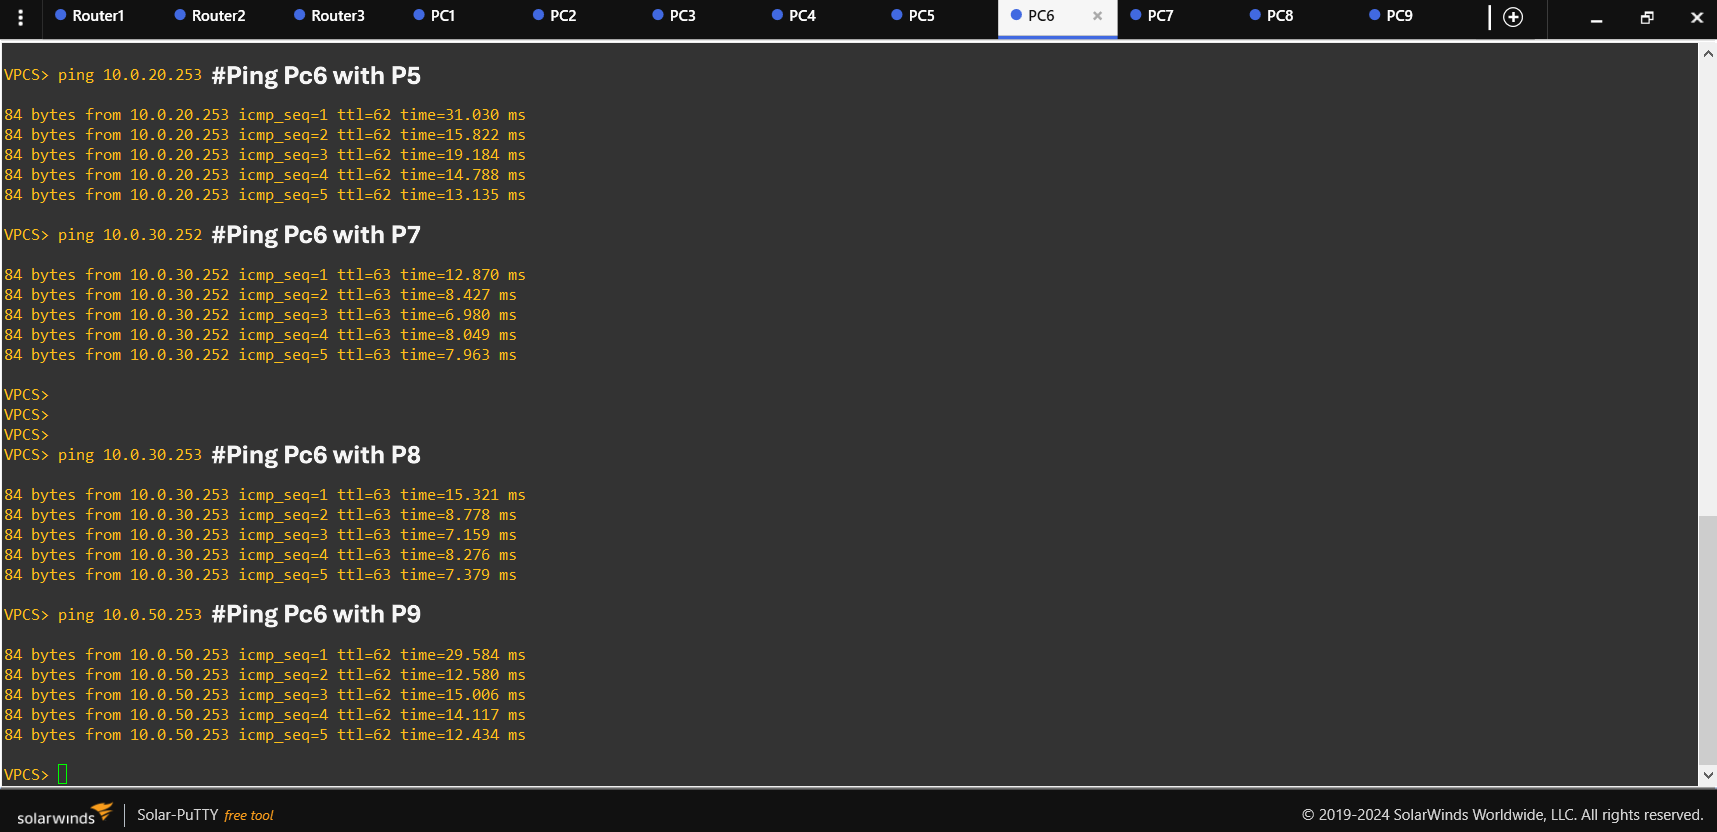 Router1 Router2 Router3 PC1 PC2 PC3 PC4 PC5 PC6 PC7 PC8 PC9
VPCS> ping 10.0.20.253 #Ping Pc6 with P5
84 bytes from 10.0.20.253 icmp_seq=1 ttl=62 time=31.030 ms
84 bytes from 10.0.20.253 icmp_seq=2 ttl=62 time=15.822 ms
84 bytes from 10.0.20.253 icmp_seq=3 ttl=62 time=19.184 ms
84 bytes from 10.0.20.253 icmp_seq=4 ttl=62 time=14.788 ms
84 bytes from 10.0.20.253 icmp_seq=5 ttl=62 time=13.135 ms
VPCS> ping 10.0.30.252 #Ping Pc6 with P7
84 bytes from 10.0.30.252 icmp_seq=1 ttl=63 time=12.870 ms
84 bytes from 10.0.30.252 icmp_seq=2 ttl=63 time=8.427 ms
84 bytes from 10.0.30.252 icmp_seq=3 ttl=63 time=6.980 ms
84 bytes from 10.0.30.252 icmp_seq=4 ttl=63 time=8.049 ms
84 bytes from 10.0.30.252 icmp_seq=5 ttl=63 time=7.963 ms
VPCS>
VPCS>
VPCS>
VPCS> ping 10.0.30.253 #Ping Pc6 with P8
84 bytes from 10.0.30.253 icmp_seq=1 ttl=63 time=15.321 ms
84 bytes from 10.0.30.253 icmp_seq=2 ttl=63 time=8.778 ms
84 bytes from 10.0.30.253 icmp_seq=3 ttl=63 time=7.159 ms
84 bytes from 10.0.30.253 icmp_seq=4 ttl=63 time=8.276 ms
84 bytes from 10.0.30.253 icmp_seq=5 ttl=63 time=7.379 ms
VPCS> ping 10.0.50.253 #Ping Pc6 with P9
84 bytes from 10.0.50.253 icmp_seq=1 ttl=62 time=29.584 ms
84 bytes from 10.0.50.253 icmp_seq=2 ttl=62 time=12.580 ms
84 bytes from 10.0.50.253 icmp_seq=3 ttl=62 time=15.006 ms
84 bytes from 10.0.50.253 icmp_seq=4 ttl=62 time=14.117 ms
84 bytes from 10.0.50.253 icmp_seq=5 ttl=62 time=12.434 ms
VPCS>
solarwinds Solar-PuTTY free tool © 2019-2024 SolarWinds Worldwide, LLC. All rights reserved.